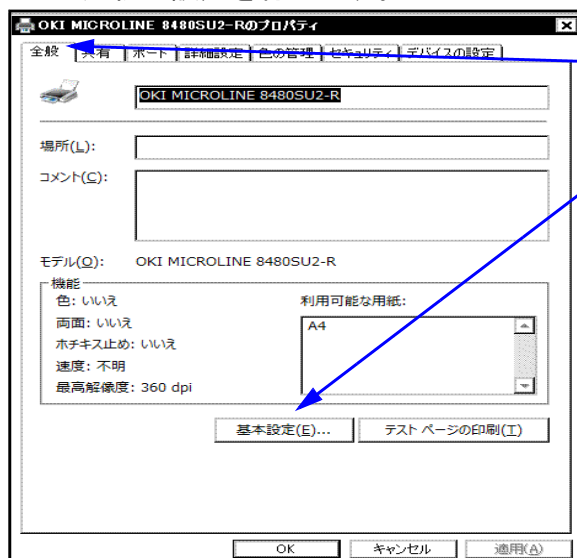 OKI MICROLINE 8480SU2-Rのプロパティ
全般 共有 ポート 詳細設定 色の管理 セキュリティ デバイスの設定
OKI MICROLINE 8480SU2-R
場所(L):
コメント(C):
モデル(O): OKI MICROLINE 8480SU2-R
機能
色: いいえ 利用可能な用紙:
両面: いいえ A4
ホチキス止め: いいえ
速度: 不明
最高解像度: 360 dpi
基本設定(E)... テスト ページの印刷(T)
OK キャンセル 適用(A)